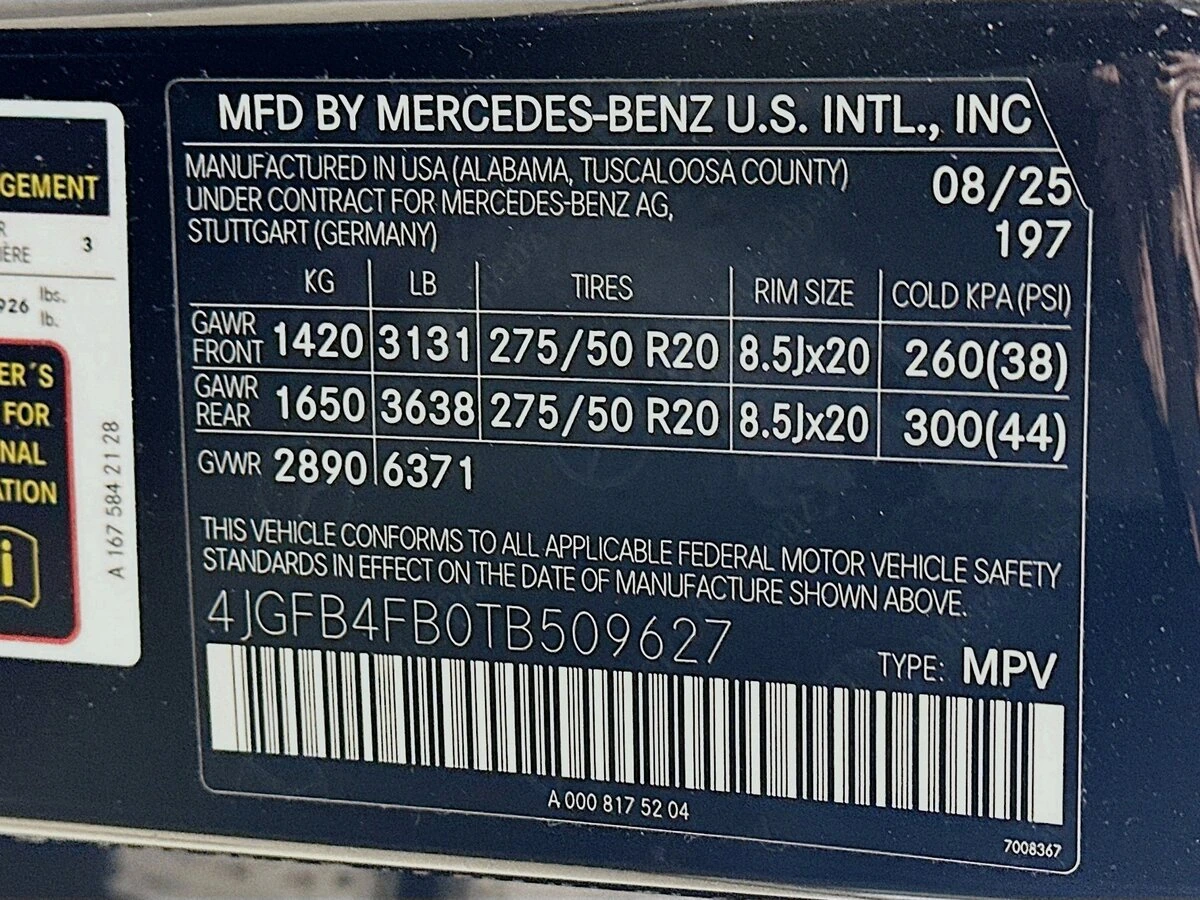 GEMENT
R
IÈRE 3
926 lbs.
lb.
ER´S
FOR
NAL
ATION
i
A 167 584 21 28
MFD BY MERCEDES-BENZ U.S. INTL., INC
MANUFACTURED IN USA (ALABAMA, TUSCALOOSA COUNTY) 08/25
UNDER CONTRACT FOR MERCEDES-BENZ AG,
STUTTGART (GERMANY) 197
KG LB TIRES RIM SIZE COLD KPA (PSI)
GAWR FRONT 1420 3131 275/50 R20 8.5Jx20 260(38)
GAWR REAR 1650 3638 275/50 R20 8.5Jx20 300(44)
GVWR 2890 6371
THIS VEHICLE CONFORMS TO ALL APPLICABLE FEDERAL MOTOR VEHICLE SAFETY
STANDARDS IN EFFECT ON THE DATE OF MANUFACTURE SHOWN ABOVE.
4JGFB4FB0TB509627
TYPE: MPV
A 000 817 52 04
7008367